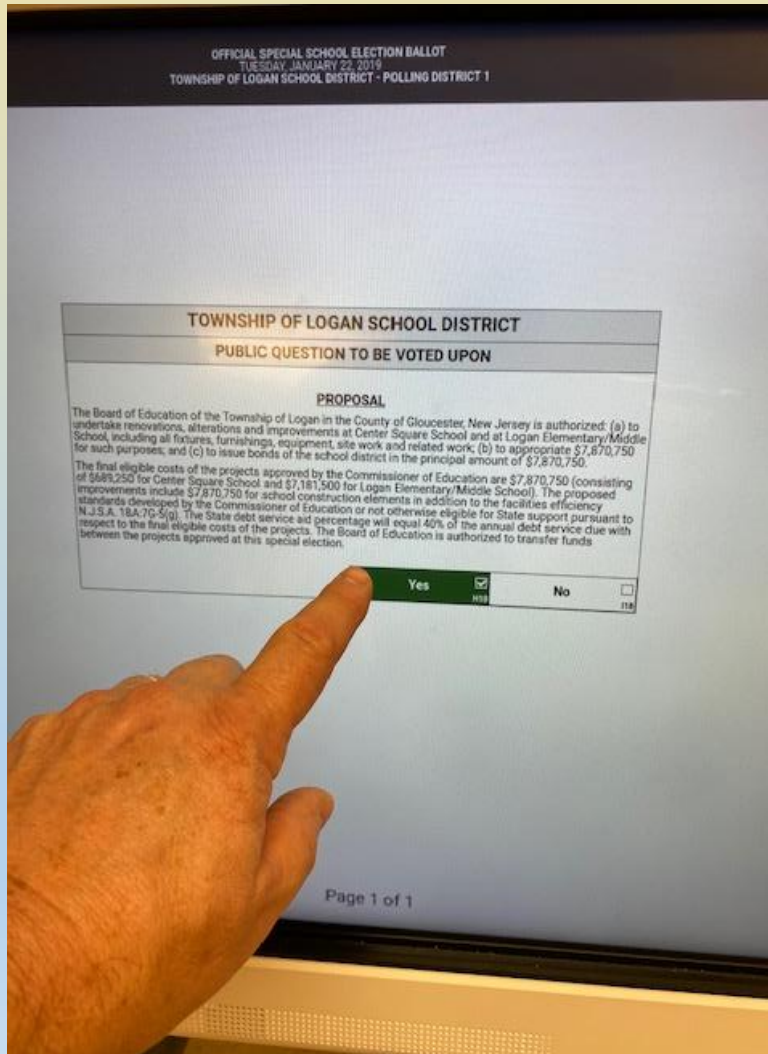 OFFICIAL SPECIAL SCHOOL ELECTION BALLOT
TUESDAY, JANUARY 22, 2019
TOWNSHIP OF LOGAN SCHOOL DISTRICT - POLLING DISTRICT 1
TOWNSHIP OF LOGAN SCHOOL DISTRICT
PUBLIC QUESTION TO BE VOTED UPON
PROPOSAL
The Board of Education of the Township of Logan in the County of Gloucester, New Jersey is authorized: (a) to
undertake renovations, alterations and improvements at Center Square School and at Logan Elementary/Middle
School, including all fixtures, furnishings, equipment, site work and related work; (b) to appropriate $7,870,750
for such purposes; and (c) to issue bonds of the school district in the principal amount of $7,870,750.
The final eligible costs of the projects approved by the Commissioner of Education are $7,870,750 (consisting
of $689,250 for Center Square School and $7,181,500 for Logan Elementary/Middle School). The proposed
improvements include $7,870,750 for school construction elements in addition to the facilities efficiency
standards developed by the Commissioner of Education or not otherwise eligible for State support pursuant to
N.J.S.A. 18A:7G-5(g). The State debt service aid percentage will equal 40% of the annual debt service due with
respect to the final eligible costs of the projects. The Board of Education is authorized to transfer funds
between the projects approved at this special election.
Yes
No
Page 1 of 1